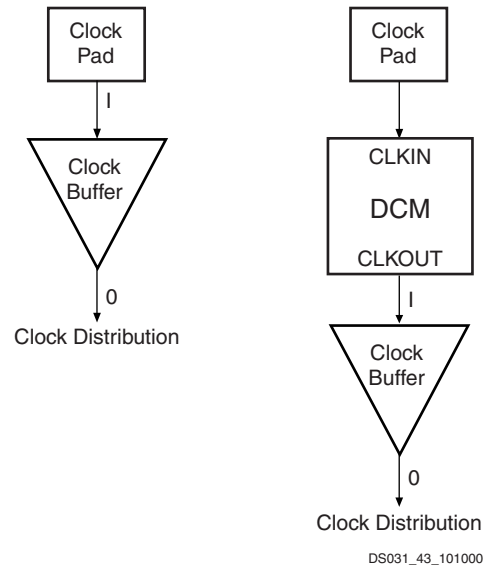 Clock
Pad
I
Clock
Buffer
0
Clock Distribution
Clock
Pad
CLKIN
DCM
CLKOUT
I
Clock
Buffer
0
Clock Distribution
DS031_43_101000